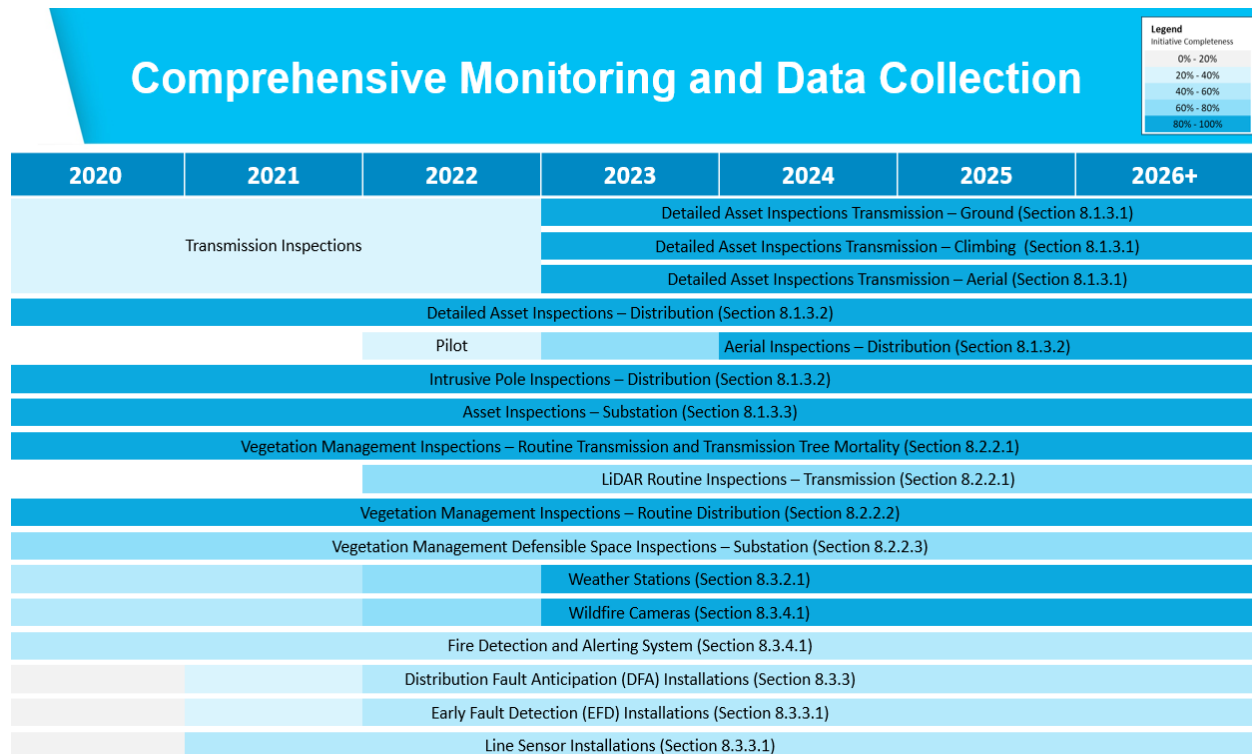 Comprehensive Monitoring and Data Collection
Legend
Initiative Completeness
0% - 20%
20% - 40%
40% - 60%
60% - 80%
80% - 100%
2020 2021 2022 2023 2024 2025 2026+
Transmission Inspections
Detailed Asset Inspections Transmission – Ground (Section 8.1.3.1)
Detailed Asset Inspections Transmission – Climbing (Section 8.1.3.1)
Detailed Asset Inspections Transmission – Aerial (Section 8.1.3.1)
Detailed Asset Inspections – Distribution (Section 8.1.3.2)
Pilot Aerial Inspections – Distribution (Section 8.1.3.2)
Intrusive Pole Inspections – Distribution (Section 8.1.3.2)
Asset Inspections – Substation (Section 8.1.3.3)
Vegetation Management Inspections – Routine Transmission and Transmission Tree Mortality (Section 8.2.2.1)
LiDAR Routine Inspections – Transmission (Section 8.2.2.1)
Vegetation Management Inspections – Routine Distribution (Section 8.2.2.2)
Vegetation Management Defensible Space Inspections – Substation (Section 8.2.2.3)
Weather Stations (Section 8.3.2.1)
Wildfire Cameras (Section 8.3.4.1)
Fire Detection and Alerting System (Section 8.3.4.1)
Distribution Fault Anticipation (DFA) Installations (Section 8.3.3)
Early Fault Detection (EFD) Installations (Section 8.3.3.1)
Line Sensor Installations (Section 8.3.3.1)